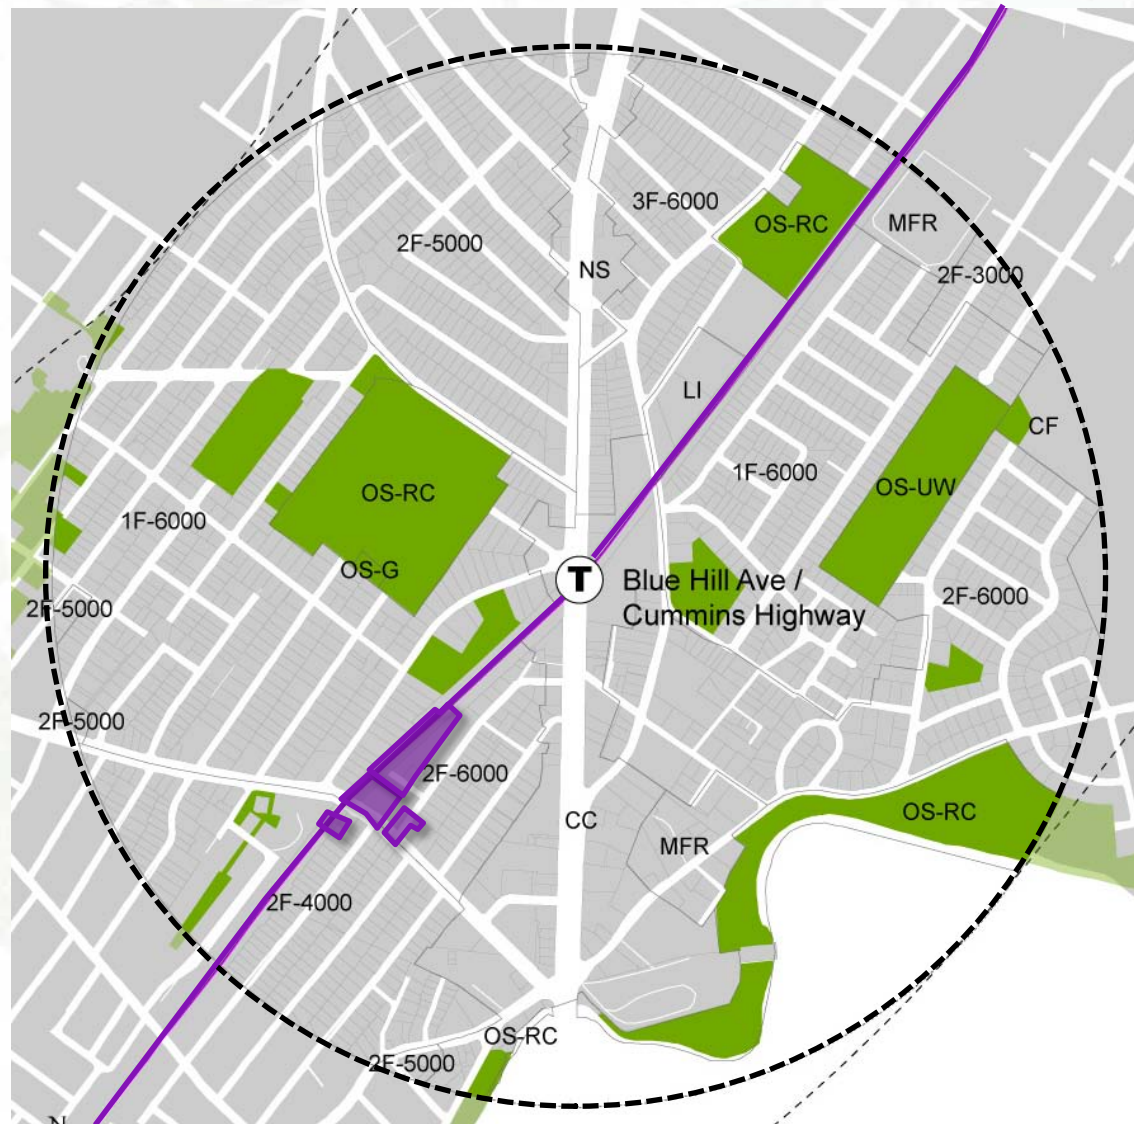 3F-6000
OS-RC
MFR
2F-5000
NS
2F-3000
LI
CF
1F-6000
OS-UW
OS-RC
1F-6000
OS-G
T
Blue Hill Ave /
Cummins Highway
2F-6000
2F-5000
2F-5000
2F-6000
OS-RC
CC
MFR
2F-4000
OS-RC
2F-5000
N